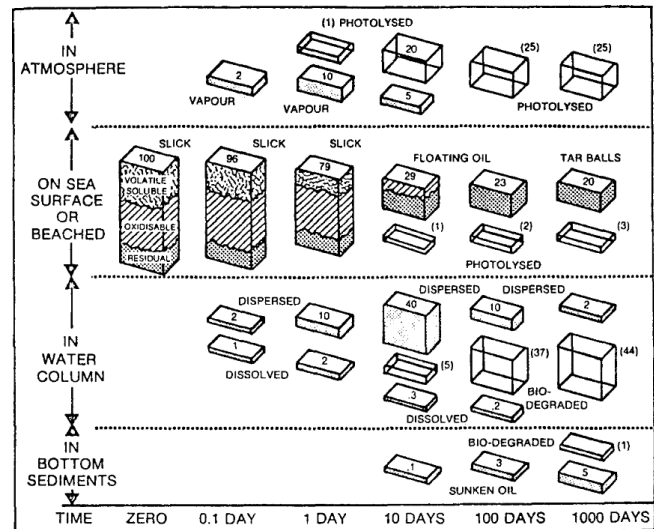 (1) PHOTOLYSED
IN
ATMOSPHERE
2
10
20
5
(25)
(25)
VAPOUR
VAPOUR
PHOTOLYSED
SLICK
SLICK
SLICK
FLOATING OIL
TAR BALLS
ON SEA
SURFACE
OR
BEACHED
100
96
79
29
23
20
VOLATILE
SOLUBLE
OXIDISABLE
RESIDUAL
(1)
(2)
(3)
PHOTOLYSED
IN
WATER
COLUMN
DISPERSED
DISPERSED
DISPERSED
2
10
40
10
2
1
2
(5)
(37)
(44)
DISSOLVED
.3
.2
DISSOLVED
BIO-
DEGRADED
IN
BOTTOM
SEDIMENTS
BIO-DEGRADED
(1)
.1
3
5
SUNKEN OIL
TIME ZERO 0.1 DAY 1 DAY 10 DAYS 100 DAYS 1000 DAYS